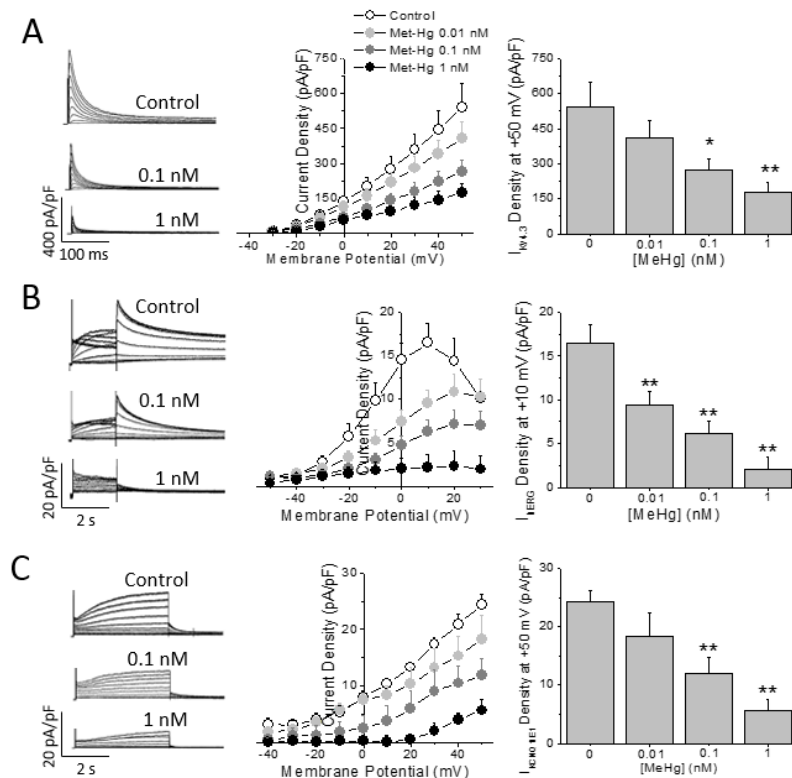 A
Control
0.1 nM
1 nM
400 pA/pF
100 ms
Control
Met-Hg 0.01 nM
Met-Hg 0.1 nM
Met-Hg 1 nM
Current Density (pA/pF)
750
600
450
300
150
-40 -20 0 20 40
Membrane Potential (mV)
I Kv4.3 Density at +50 mV (pA/pF)
750
600
450
300
150
0
* **
0 0.01 0.1 1
[MeHg] (nM)
B
Control
0.1 nM
1 nM
20 pA/pF
2 s
Current Density (pA/pF)
20
15
10
5
-40 -20 0 20
Membrane Potential (mV)
I hERG Density at +10 mV (pA/pF)
20
15
10
5
0
** ** **
0 0.01 0.1 1
[MeHg] (nM)
C
Control
0.1 nM
1 nM
20 pA/pF
2 s
Current Density (pA/pF)
30
20
10
-40 -20 0 20 40
Membrane Potential (mV)
Density at +50 mV (pA/pF)
30
20
10
0
** **
0 0.01 0.1 1
[MeHg] (nM)